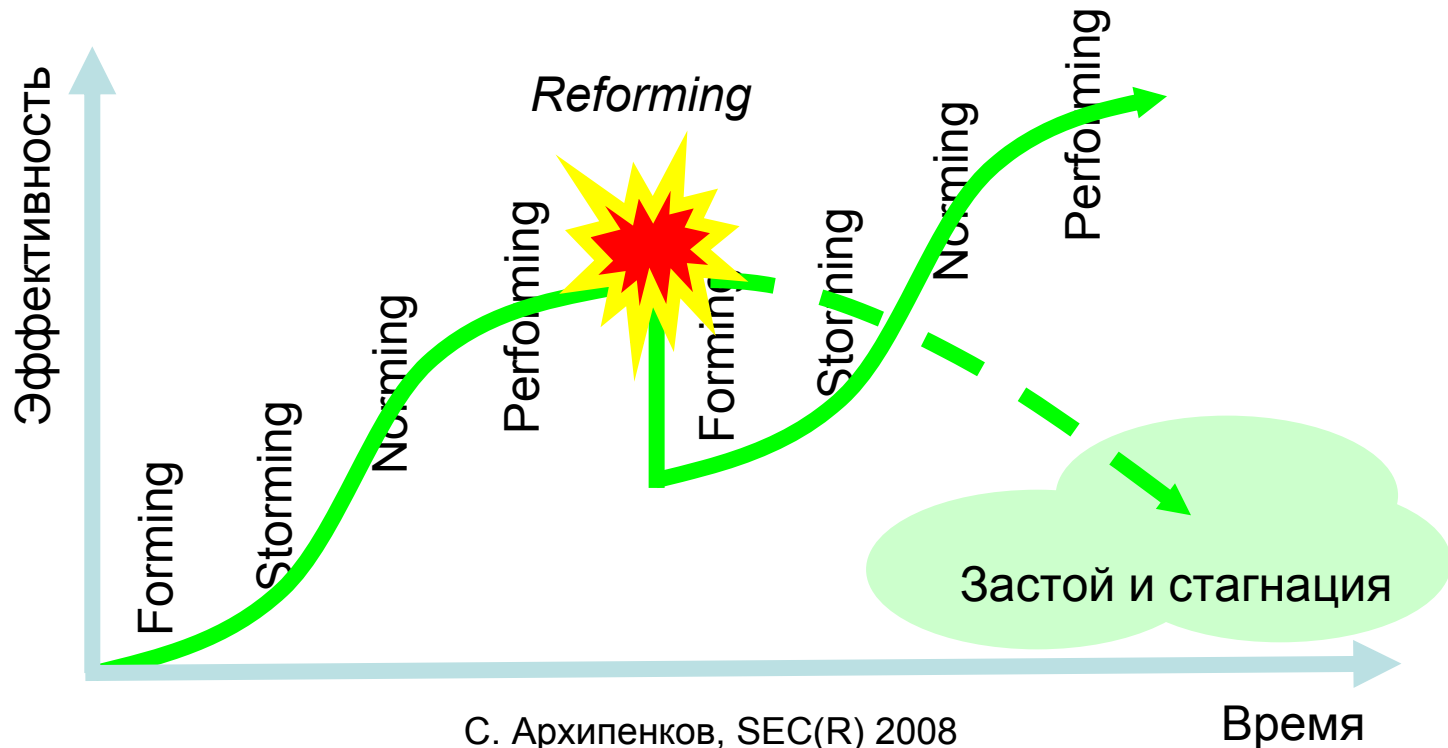 Эффективность
Reforming
Forming
Storming
Norming
Performing
Forming
Storming
Norming
Performing
Застой и стагнация
С. Архипенков, SEC(R) 2008
Время